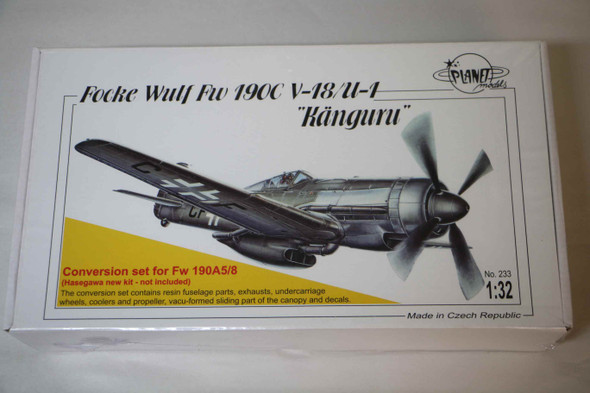 Focke Wulf Fw 190C V-18/U-1
"Känguru"
PLANET
models
C F
CF
Conversion set for Fw 190A5/8
(Hasegawa new kit - not included)
The conversion set contains resin fuselage parts, exhausts, undercarriage
wheels, coolers and propeller, vacu-formed sliding part of the canopy and decals.
No. 233
1:32
Made in Czech Republic